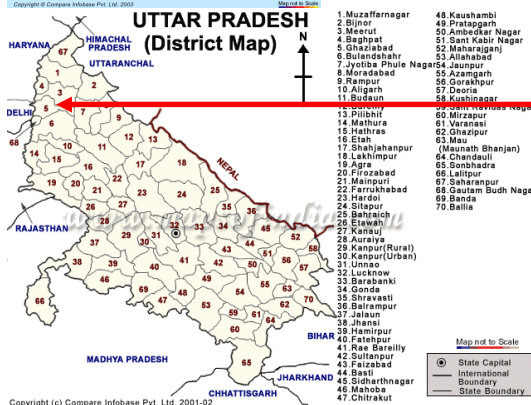 Copyright © Compare Infobase Pvt. Ltd. 2003
Map not to Scale
UTTAR PRADESH
(District Map)
N
HARYANA
HIMACHAL
PRADESH
UTTARANCHAL
DELHI
NEPAL
RAJASTHAN
MADHYA PRADESH
BIHAR
JHARKHAND
CHHATTISGARH
1.Muzaffarnagar
2.Bijnor
3.Meerut
4.Baghpat
5.Ghaziabad
6.Bulandshahr
7.Jyotiba Phule Nagar
8.Moradabad
9.Rampur
10.Aligarh
11.Budaun
13.Pilibhit
14.Mathura
15.Hathras
16.Etah
17.Shahjahanpur
18.Lakhimpur
19.Agra
20.Firozabad
21.Mainpuri
22.Farrukhabad
23.Hardoi
24.Sitapur
25.Bahraich
26.Etawah
27.Kanauj
28.Auraiya
29.Kanpur(Rural)
30.Kanpur(Urban)
31.Unnao
32.Lucknow
33.Barabanki
34.Gonda
35.Shravasti
36.Balrampur
37.Jalaun
38.Jhansi
39.Hamirpur
40.Fatehpur
41.Rae Bareilly
42.Sultanpur
43.Faizabad
44.Basti
45.Sidharthnagar
46.Mahoba
47.Chitrakut
48.Kaushambi
49.Pratapgarh
50.Ambedkar Nagar
51.Sant Kabir Nagar
52.Maharajganj
53.Allahabad
54.Jaunpur
55.Azamgarh
56.Gorakhpur
57.Deoria
58.Kushinagar
60.Mirzapur
61.Varanasi
62.Ghazipur
63.Mau
(Maunath Bhanjan)
64.Chandauli
65.Sonbhadra
66.Lalitpur
67.Saharanpur
68.Gautam Budh Naga
69.Banda
70.Ballia
Map not to Scale
State Capital
International
Boundary
State Boundary
Copyright (c) Compare Infobase Pvt. Ltd. 2001-02